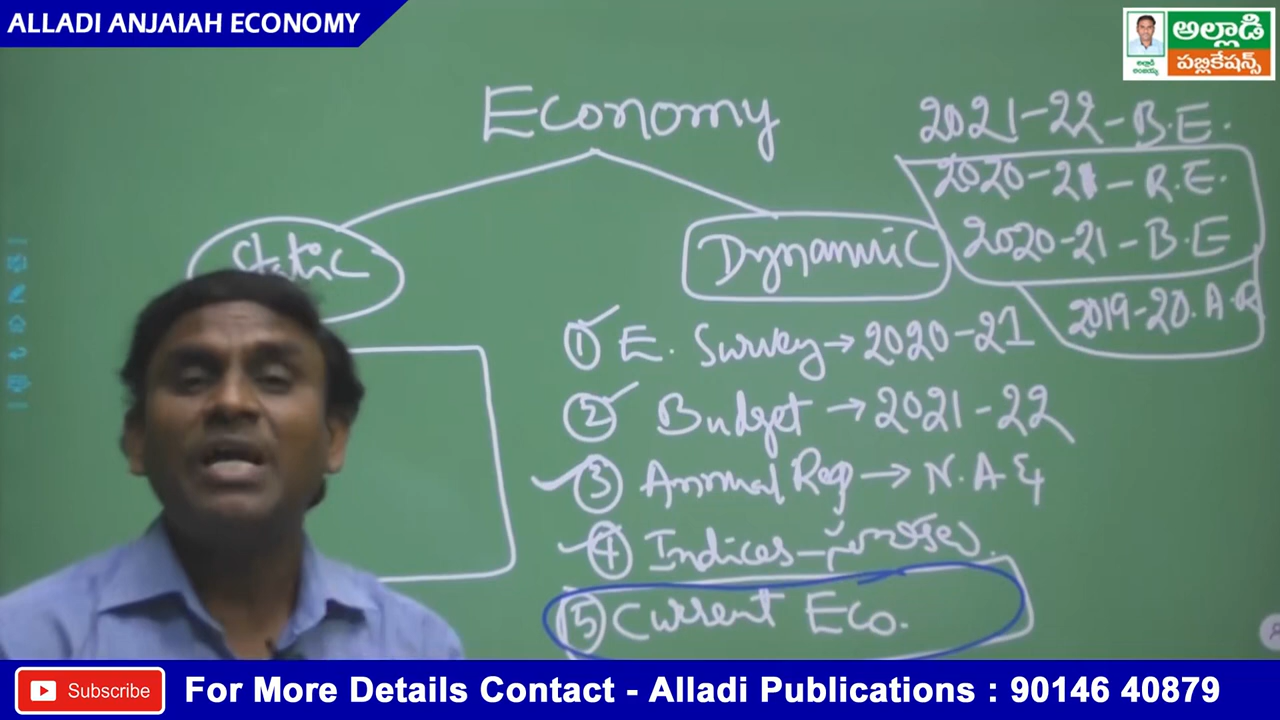 ALLADI ANJAIAH ECONOMY
అల్లాడి
పబ్లికేషన్స్
అల్లాడి
అంజయ్య
Economy
Static
Dynamic
2021-22-B.E.
2020-21-R.E.
2020-21-B.E
2019-20.A.R
① E. Survey→2020-21
② Budget→2021-22
③ Annual Rep→N.A &
④ Indices-
⑤ Current Eco.
Subscribe
For More Details Contact - Alladi Publications : 90146 40879